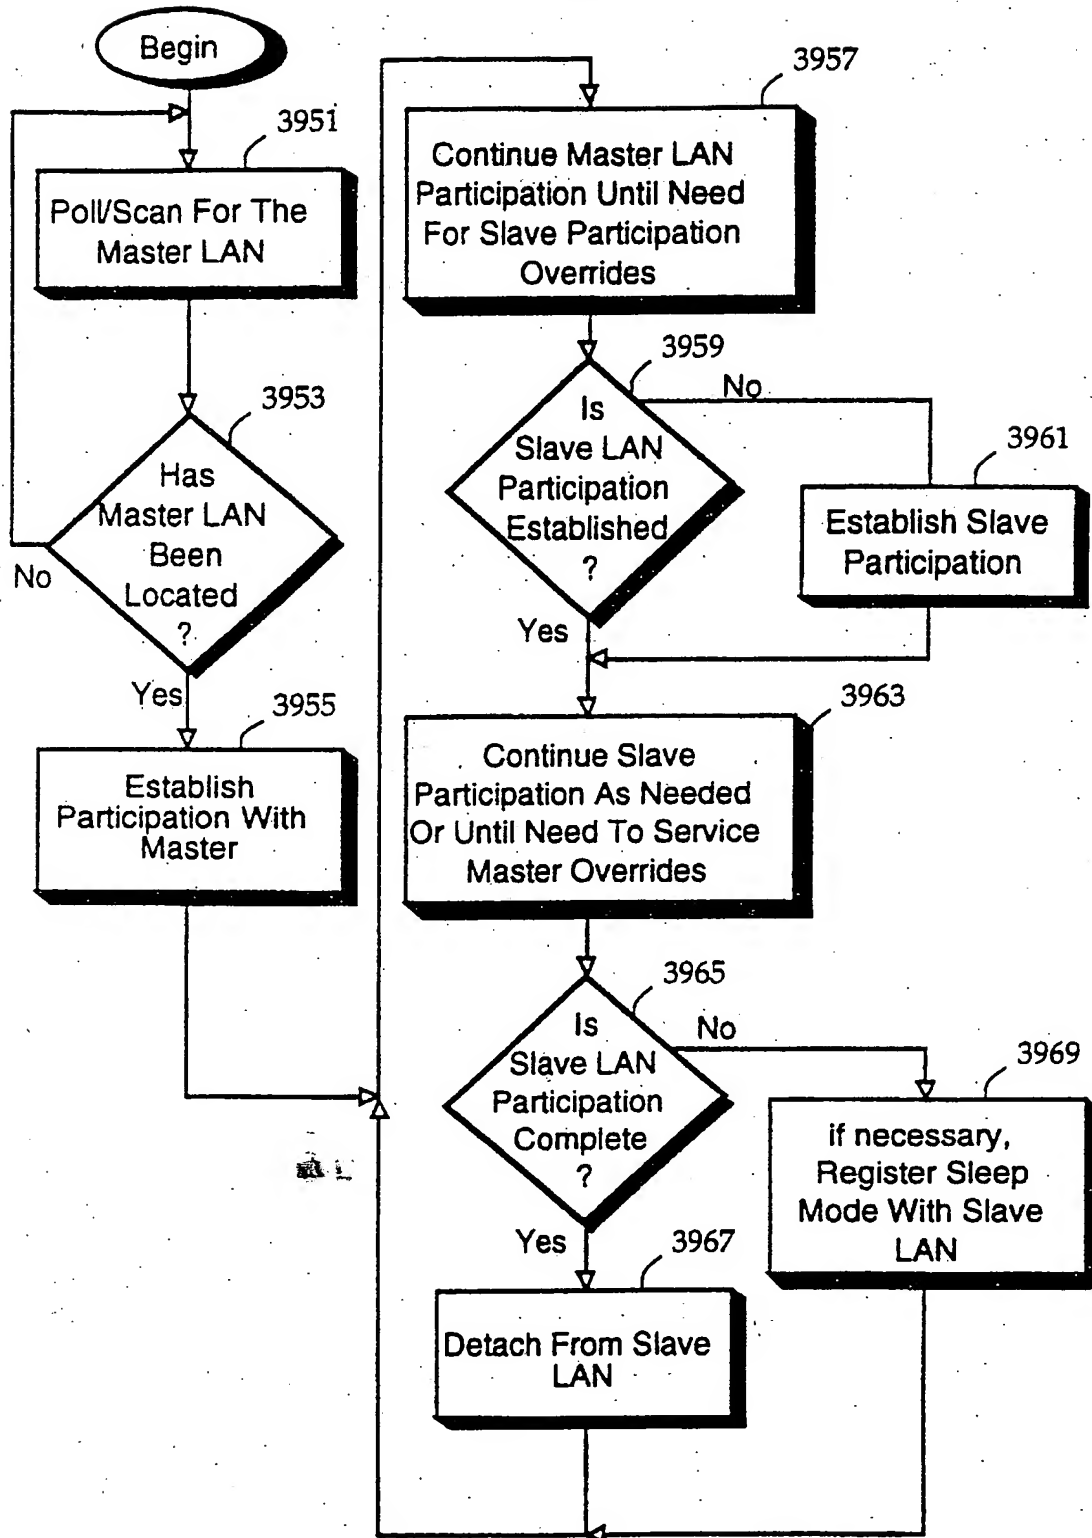 Begin
3951
Poll/Scan For The
Master LAN
3953
Has
Master LAN
Been
Located
?
No
Yes
3955
Establish
Participation With
Master
3957
Continue Master LAN
Participation Until Need
For Slave Participation
Overrides
3959
No
Is
Slave LAN
Participation
Established
?
Yes
3961
Establish Slave
Participation
3963
Continue Slave
Participation As Needed
Or Until Need To Service
Master Overrides
3965
No
Is
Slave LAN
Participation
Complete
?
Yes
3969
if necessary,
Register Sleep
Mode With Slave
LAN
3967
Detach From Slave
LAN